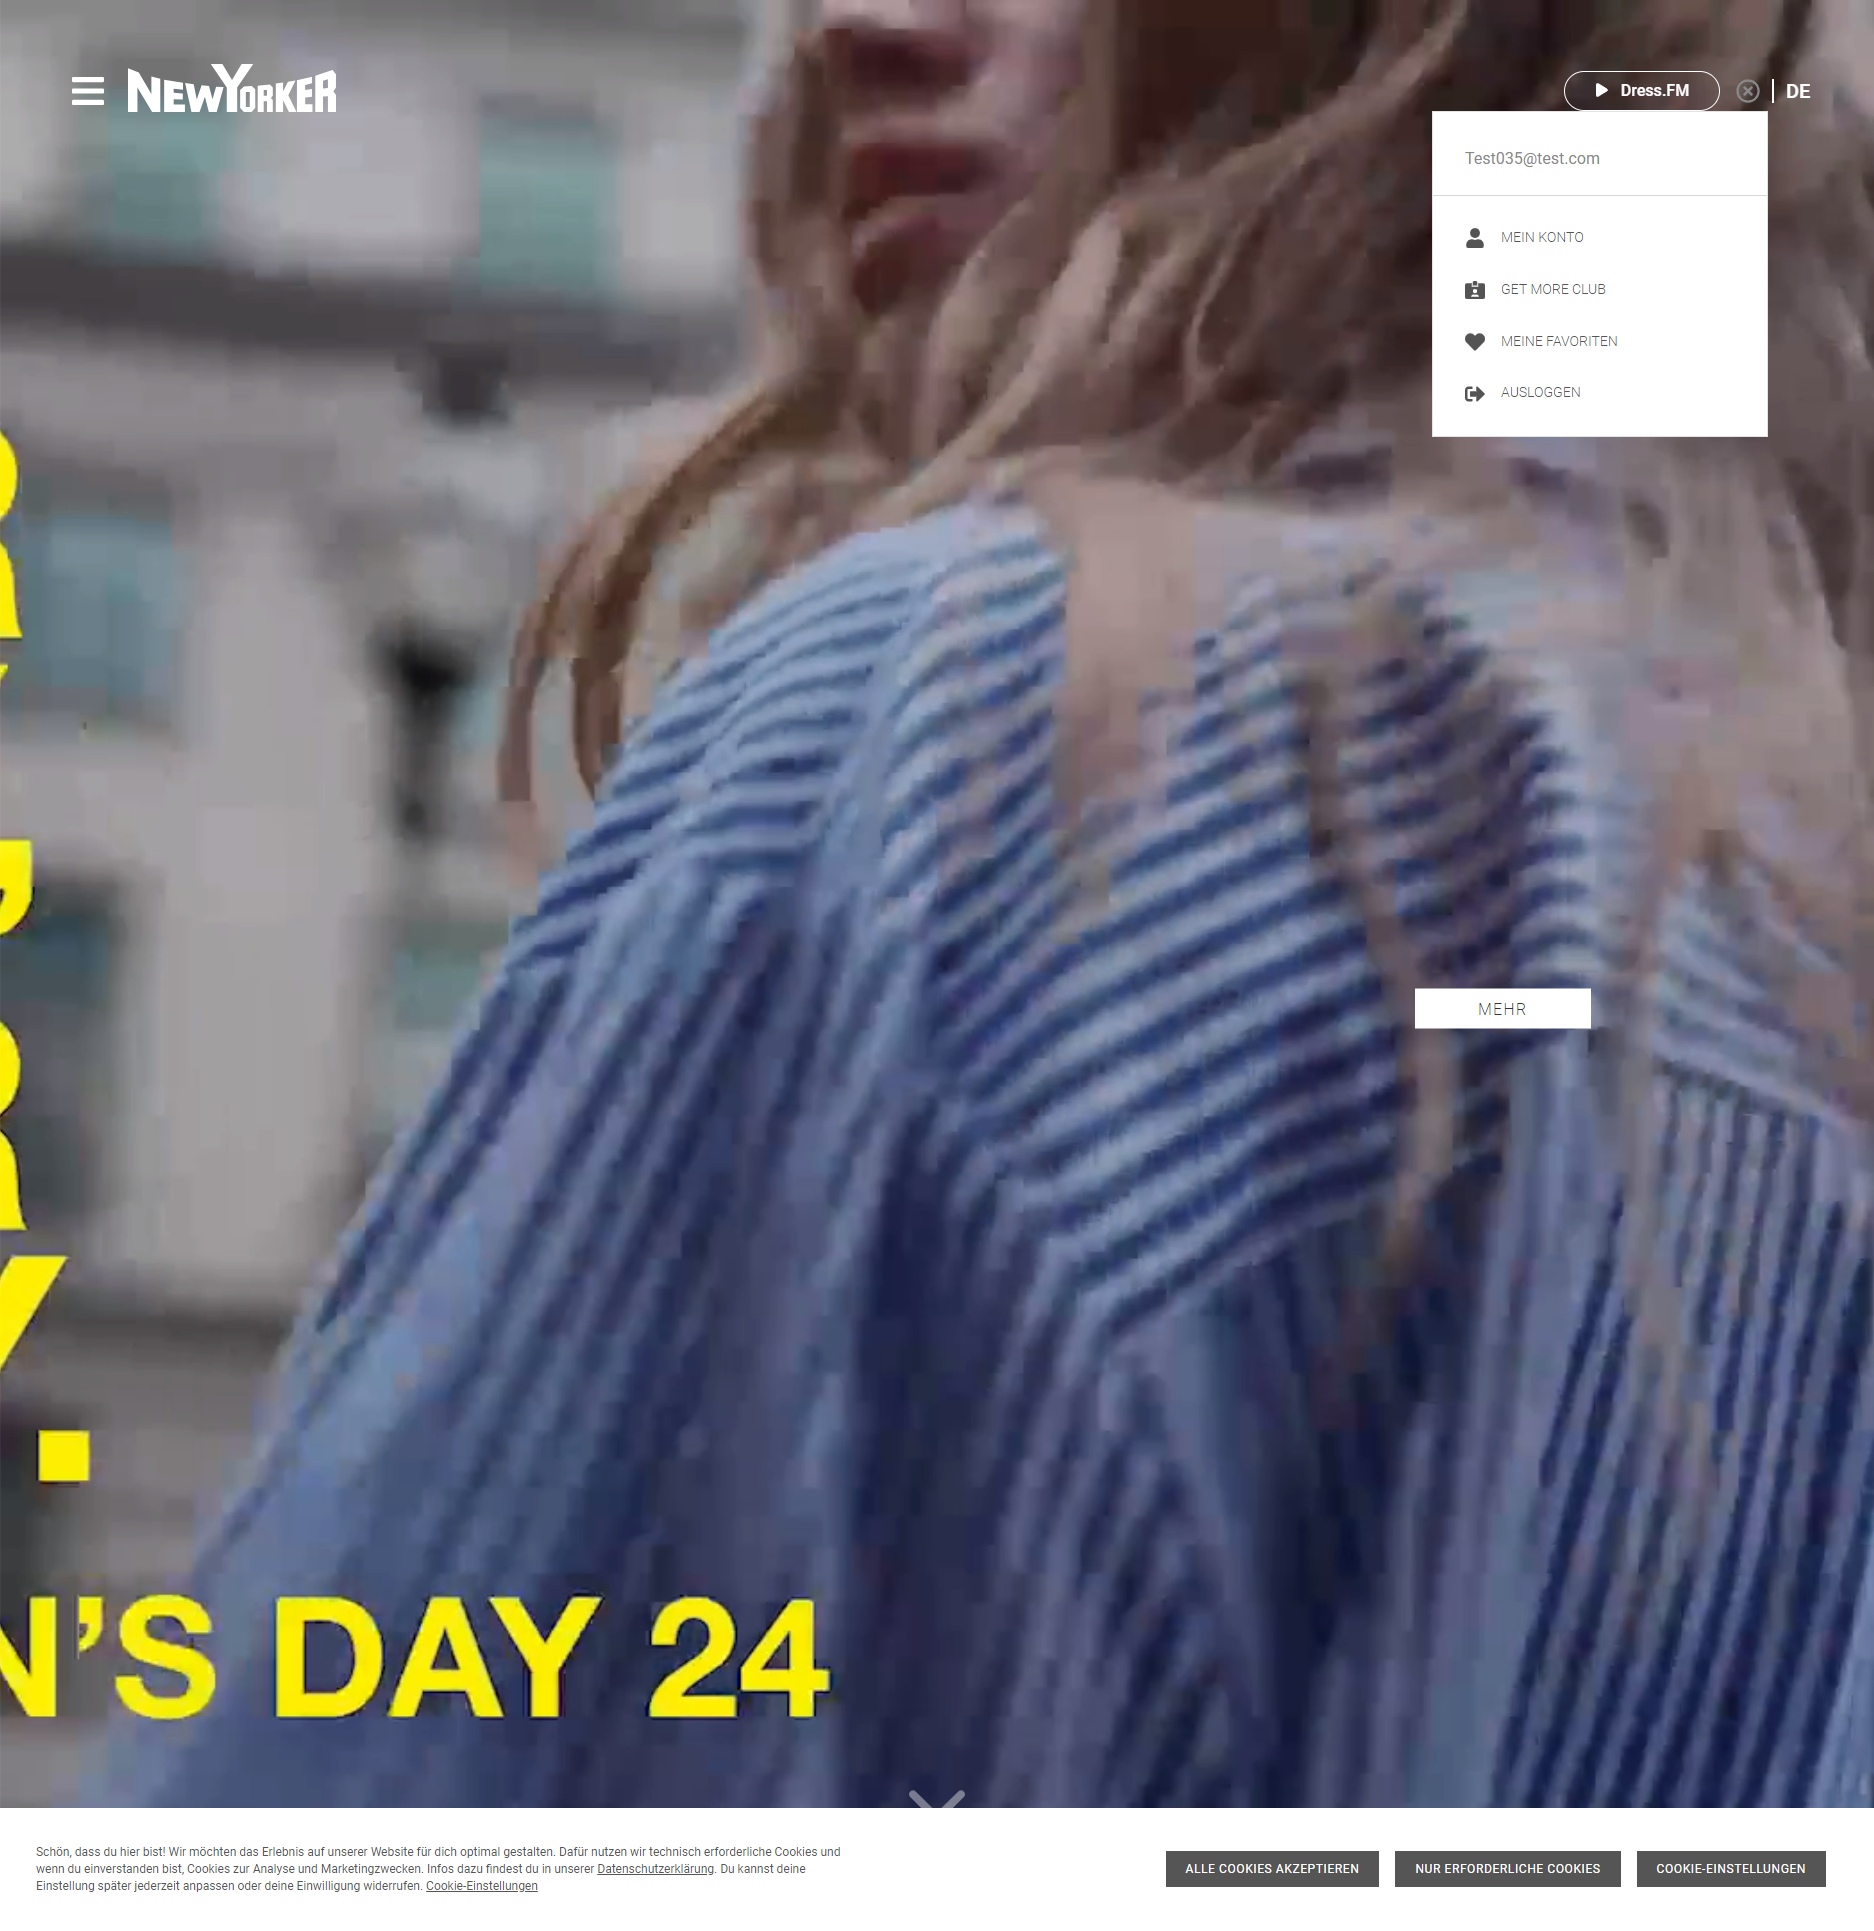 NEWYORKER
Dress.FM
DE
Test035@test.com
MEIN KONTO
GET MORE CLUB
MEINE FAVORITEN
AUSLOGGEN
MEHR
N'S DAY 24
Schön, dass du hier bist! Wir möchten das Erlebnis auf unserer Website für dich optimal gestalten. Dafür nutzen wir technisch erforderliche Cookies und
wenn du einverstanden bist, Cookies zur Analyse und Marketingzwecken. Infos dazu findest du in unserer Datenschutzerklärung. Du kannst deine
Einstellung später jederzeit anpassen oder deine Einwilligung widerrufen. Cookie-Einstellungen
ALLE COOKIES AKZEPTIEREN
NUR ERFORDERLICHE COOKIES
COOKIE-EINSTELLUNGEN